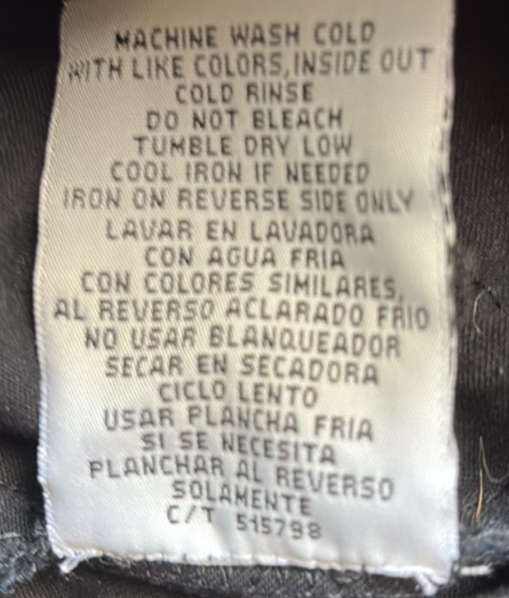 MACHINE WASH COLD
WITH LIKE COLORS, INSIDE OUT
COLD RINSE
DO NOT BLEACH
TUMBLE DRY LOW
COOL IRON IF NEEDED
IRON ON REVERSE SIDE ONLY
LAVAR EN LAVADORA
CON AGUA FRIA
CON COLORES SIMILARES,
AL REVERSO ACLARADO FRIO
NO USAR BLANQUEADOR
SECAR EN SECADORA
CICLO LENTO
USAR PLANCHA FRIA
SI SE NECESITA
PLANCHAR AL REVERSO
SOLAMENTE
C/T 515798